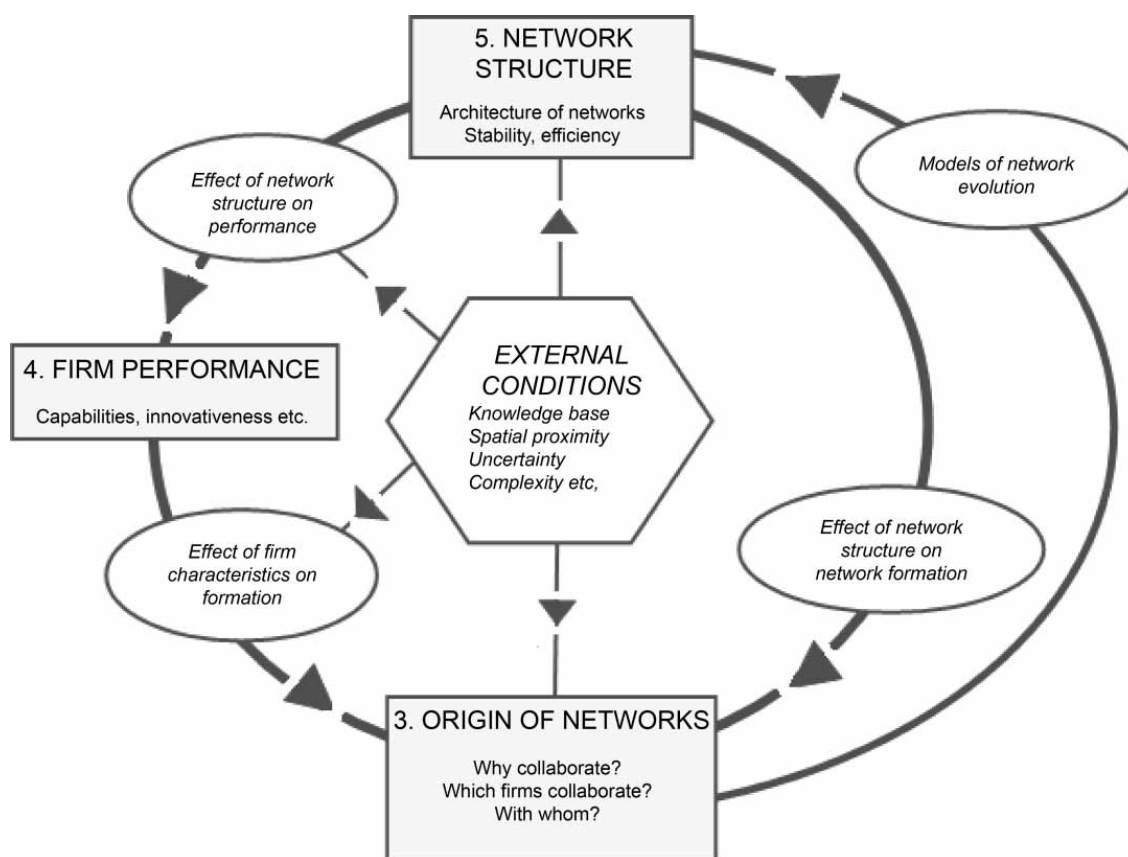 5. NETWORK
STRUCTURE
Architecture of networks
Stability, efficiency
Effect of network
structure on
performance
Models of network
evolution
4. FIRM PERFORMANCE
Capabilities, innovativeness etc.
EXTERNAL
CONDITIONS
Knowledge base
Spatial proximity
Uncertainty
Complexity etc,
Effect of firm
characteristics on
formation
Effect of network
structure on
network formation
3. ORIGIN OF NETWORKS
Why collaborate?
Which firms collaborate?
With whom?